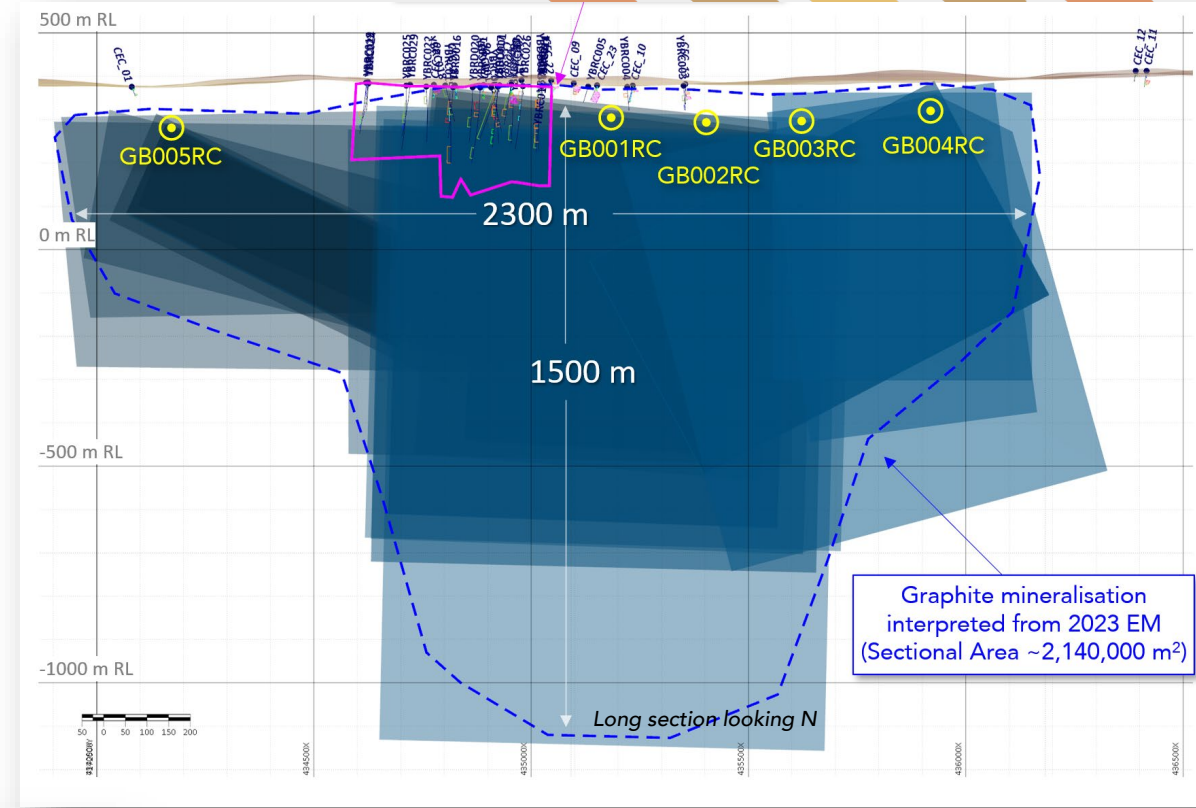 500 m RL
CEC_01
YBRC025
YBRC029
YBRC022
YBRC026
CEC_09
YBRC005
CEC_23
CEC_10
CEC_12
CEC_11
GB005RC
GB001RC
GB002RC
GB003RC
GB004RC
2300 m
0 m RL
1500 m
-500 m RL
Graphite mineralisation
interpreted from 2023 EM
(Sectional Area ~2,140,000 m²)
-1000 m RL
Long section looking N
50 0 50 100 150 200
434500X
435000X
435500X
436000X
436500X